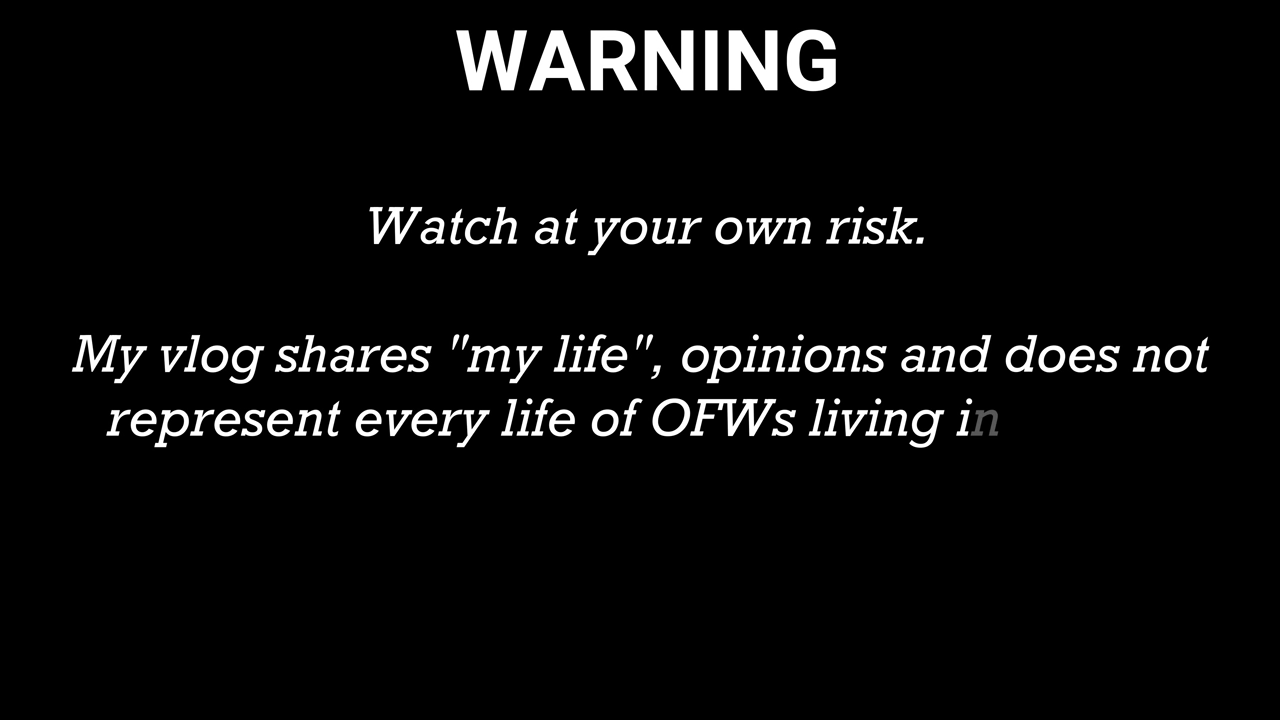 WARNING
Watch at your own risk.
My vlog shares "my life", opinions and does not
represent every life of OFWs living in